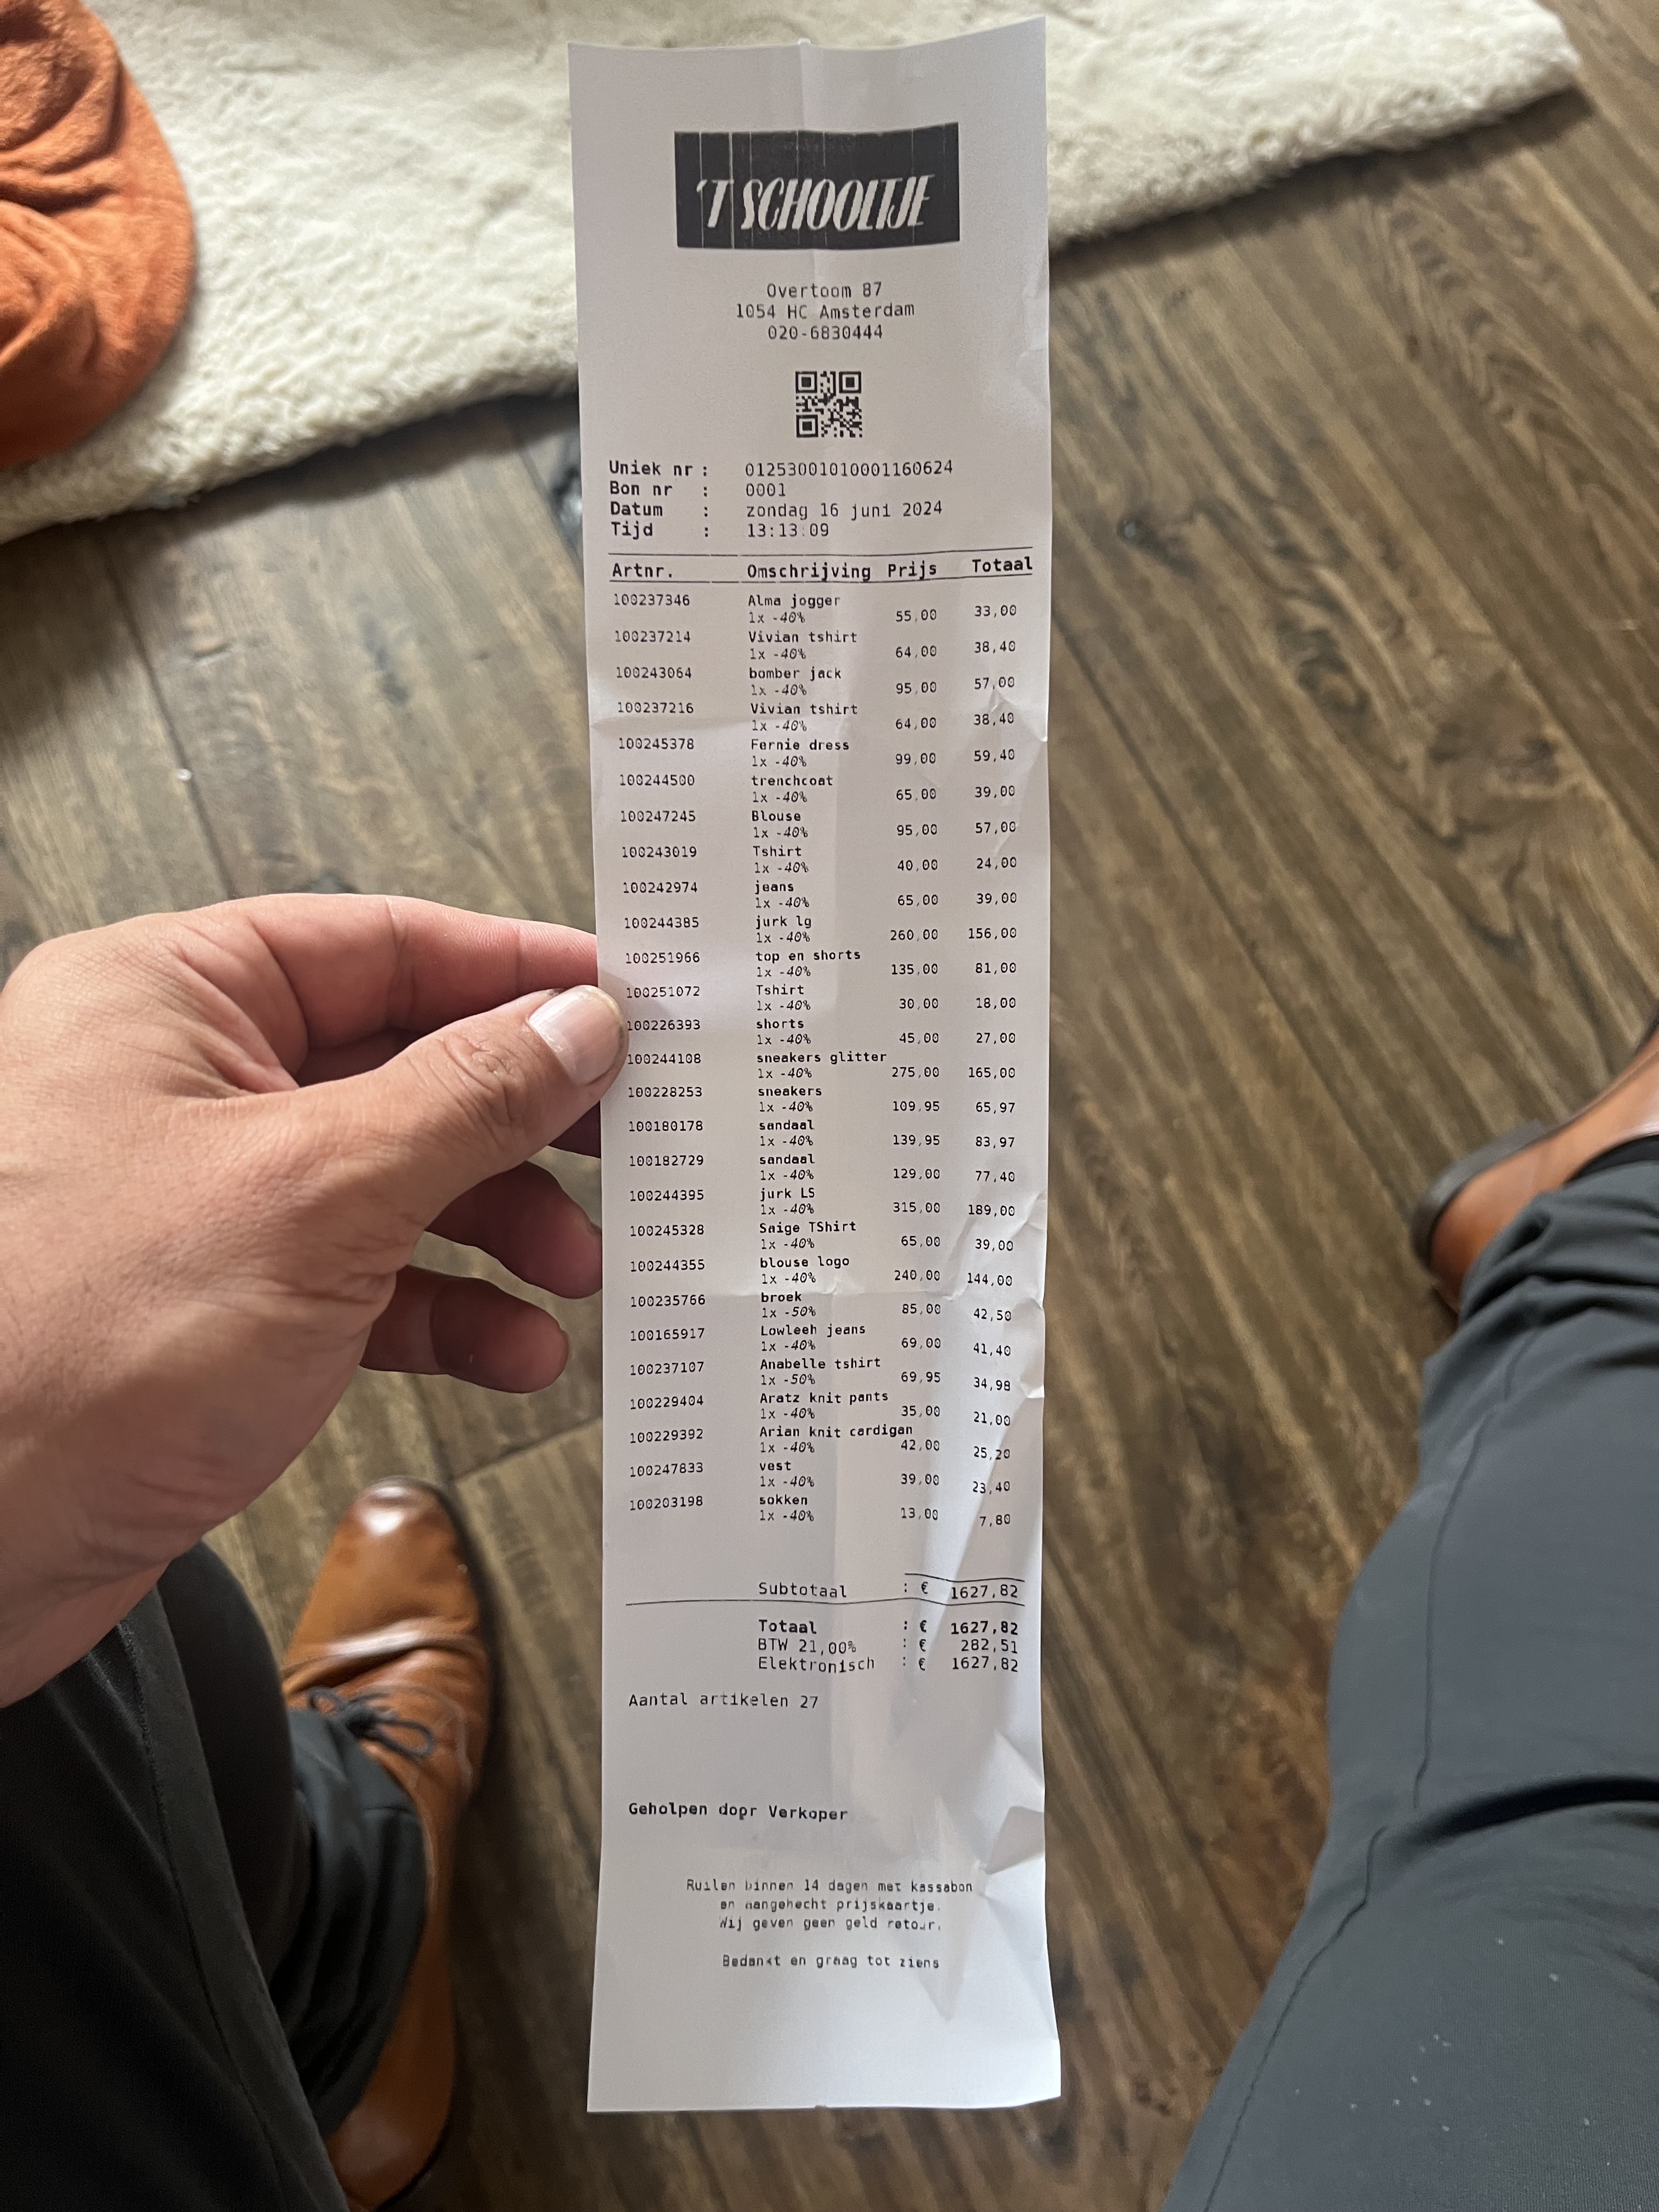 'T SCHOOLTJE
Overtoom 87
1054 HC Amsterdam
020-6830444
Uniek nr : 01253001010001160624
Bon nr : 0001
Datum : zondag 16 juni 2024
Tijd : 13:13:09
Artnr. Omschrijving Prijs Totaal
100237346 Alma jogger
1x -40% 55,00 33,00
100237214 Vivian tshirt
1x -40% 64,00 38,40
100243064 bomber jack
1x -40% 95,00 57,00
100237216 Vivian tshirt
1x -40% 64,00 38,40
100245378 Fernie dress
1x -40% 99,00 59,40
100244500 trenchcoat
1x -40% 65,00 39,00
100247245 Blouse
1x -40% 95,00 57,00
100243019 Tshirt
1x -40% 40,00 24,00
100242974 jeans
1x -40% 65,00 39,00
100244385 jurk lg
1x -40% 260,00 156,00
100251966 top en shorts
1x -40% 135,00 81,00
100251072 Tshirt
1x -40% 30,00 18,00
100226393 shorts
1x -40% 45,00 27,00
100244108 sneakers glitter
1x -40% 275,00 165,00
100228253 sneakers
1x -40% 109,95 65,97
100180178 sandaal
1x -40% 139,95 83,97
100182729 sandaal
1x -40% 129,00 77,40
100244395 jurk LS
1x -40% 315,00 189,00
100245328 Saige TShirt
1x -40% 65,00 39,00
100244355 blouse logo
1x -40% 240,00 144,00
100235766 broek
1x -50% 85,00 42,50
100165917 Lowleeh jeans
1x -40% 69,00 41,40
100237107 Anabelle tshirt
1x -50% 69,95 34,98
100229404 Aratz knit pants
1x -40% 35,00 21,00
100229392 Arian knit cardigan
1x -40% 42,00 25,20
100247833 vest
1x -40% 39,00 23,40
100203198 sokken
1x -40% 13,00 7,80
Subtotaal : € 1627,82
Totaal : € 1627,82
BTW 21,00% : € 282,51
Elektronisch : € 1627,82
Aantal artikelen 27
Geholpen door Verkoper
Ruilen binnen 14 dagen met kassabon
en aangehecht prijskaartje.
Wij geven geen geld retour.
Bedankt en graag tot ziens